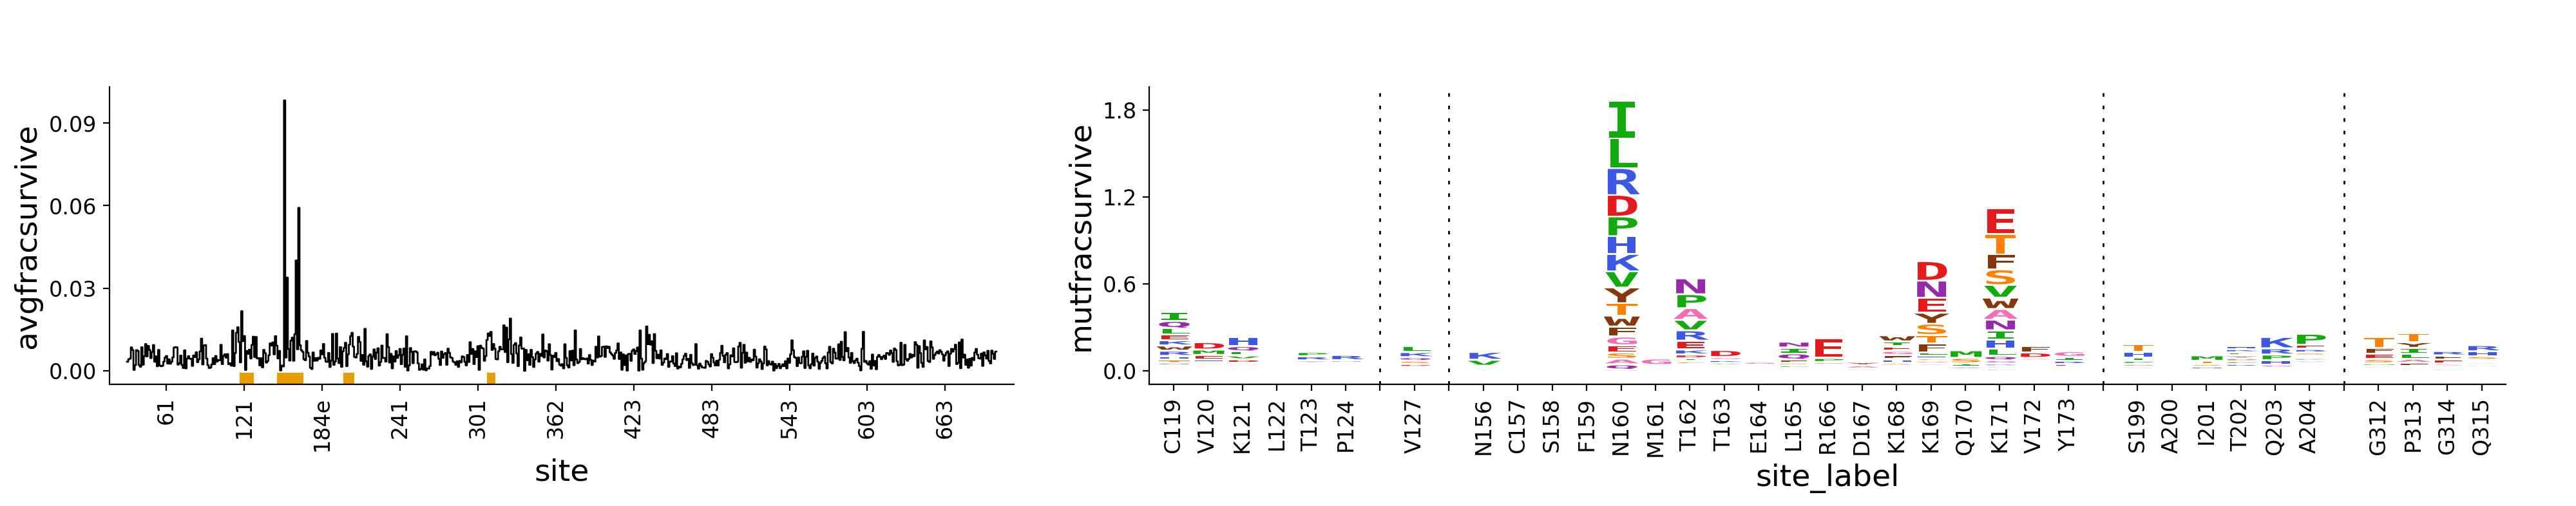 avgfracsurvive
0.09
0.06
0.03
0.00
61
121
184e
241
301
362
423
483
543
603
663
site
mutfracsurvive
1.8
1.2
0.6
0.0
I
L
R
D
P
H
K
V
Y
T
W
F
G
E
S
A
Q
N
P
A
V
R
E
K
D
N
E
Y
S
T
F
E
T
F
S
V
W
A
N
I
H
L
C119
V120
K121
L122
T123
P124
V127
N156
C157
S158
F159
N160
M161
T162
T163
E164
L165
R166
D167
K168
K169
Q170
K171
V172
Y173
S199
A200
I201
T202
Q203
A204
G312
P313
G314
Q315
site_label